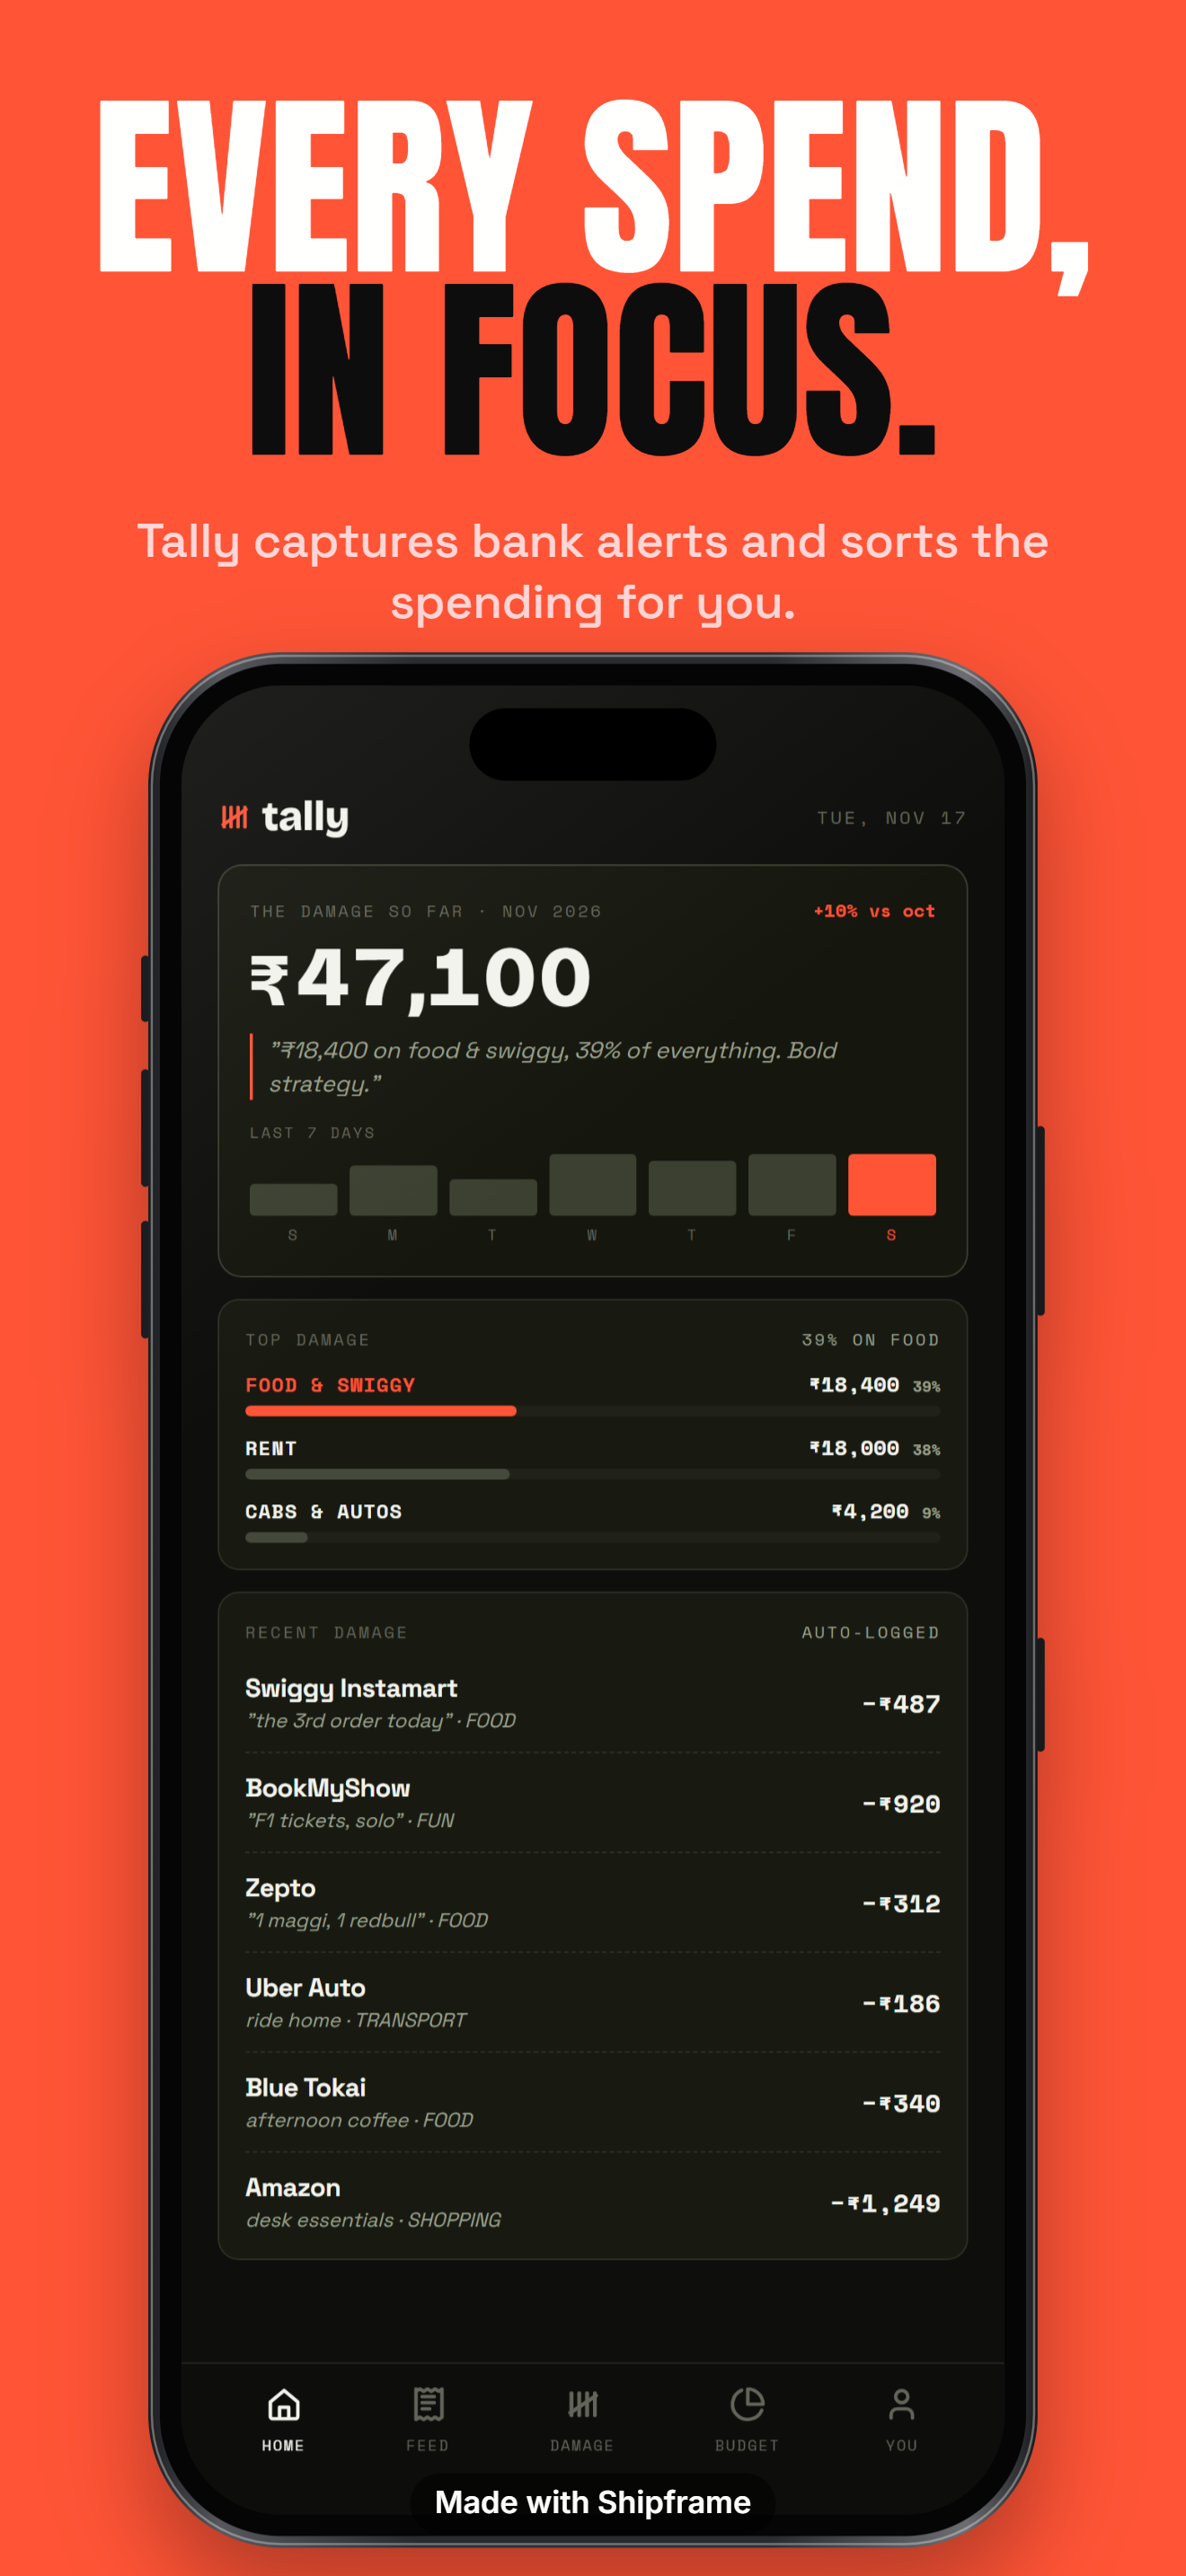 EVERY SPEND,
IN FOCUS.
Tally captures bank alerts and sorts the
spending for you.
tally
TUE, NOV 17
THE DAMAGE SO FAR · NOV 2026
+10% vs oct
₹47,100
"₹18,400 on food & swiggy, 39% of everything. Bold
strategy."
LAST 7 DAYS
S M T W T F S
TOP DAMAGE
39% ON FOOD
FOOD & SWIGGY
₹18,400 39%
RENT
₹18,000 38%
CABS & AUTOS
₹4,200 9%
RECENT DAMAGE
AUTO-LOGGED
Swiggy Instamart
"the 3rd order today" · FOOD
−₹487
BookMyShow
"F1 tickets, solo" · FUN
−₹920
Zepto
"1 maggi, 1 redbull" · FOOD
−₹312
Uber Auto
ride home · TRANSPORT
−₹186
Blue Tokai
afternoon coffee · FOOD
−₹340
Amazon
desk essentials · SHOPPING
−₹1,249
HOME FEED DAMAGE BUDGET YOU
Made with Shipframe